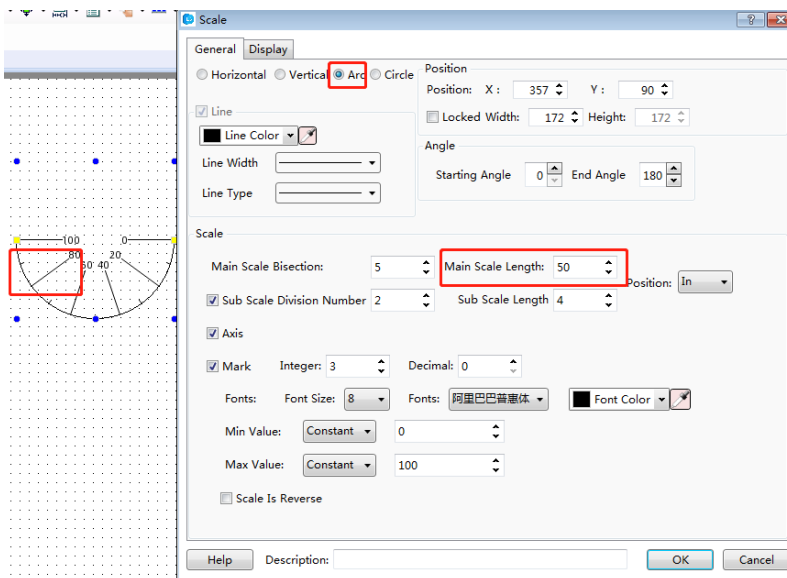 Scale
General Display
Horizontal Vertical Arc Circle
Position
Position: X : 357 Y : 90
Locked Width: 172 Height: 172
Line
Line Color
Line Width
Line Type
Angle
Starting Angle 0 End Angle 180
100 0
80 20
60 40
Scale
Main Scale Bisection: 5 Main Scale Length: 50
Position: In
Sub Scale Division Number 2 Sub Scale Length 4
Axis
Mark Integer: 3 Decimal: 0
Fonts: Font Size: 8 Fonts: 阿里巴巴普惠体 Font Color
Min Value: Constant 0
Max Value: Constant 100
Scale Is Reverse
Help Description: OK Cancel